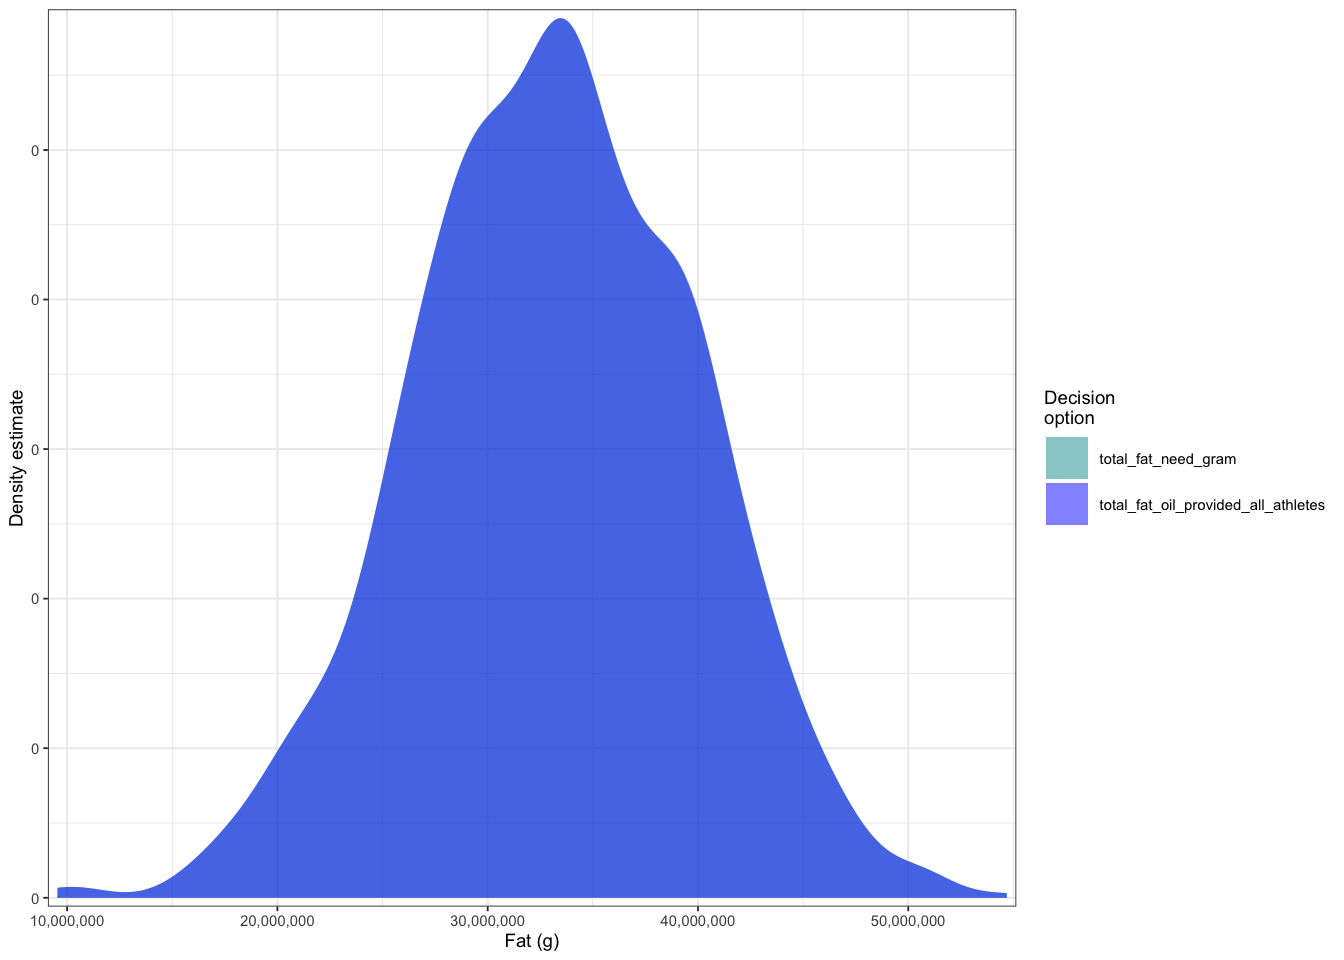 Density estimate
0
0
0
0
0
0
10,000,000
20,000,000
30,000,000
40,000,000
50,000,000
Fat (g)
Decision
option
total_fat_need_gram
total_fat_oil_provided_all_athletes